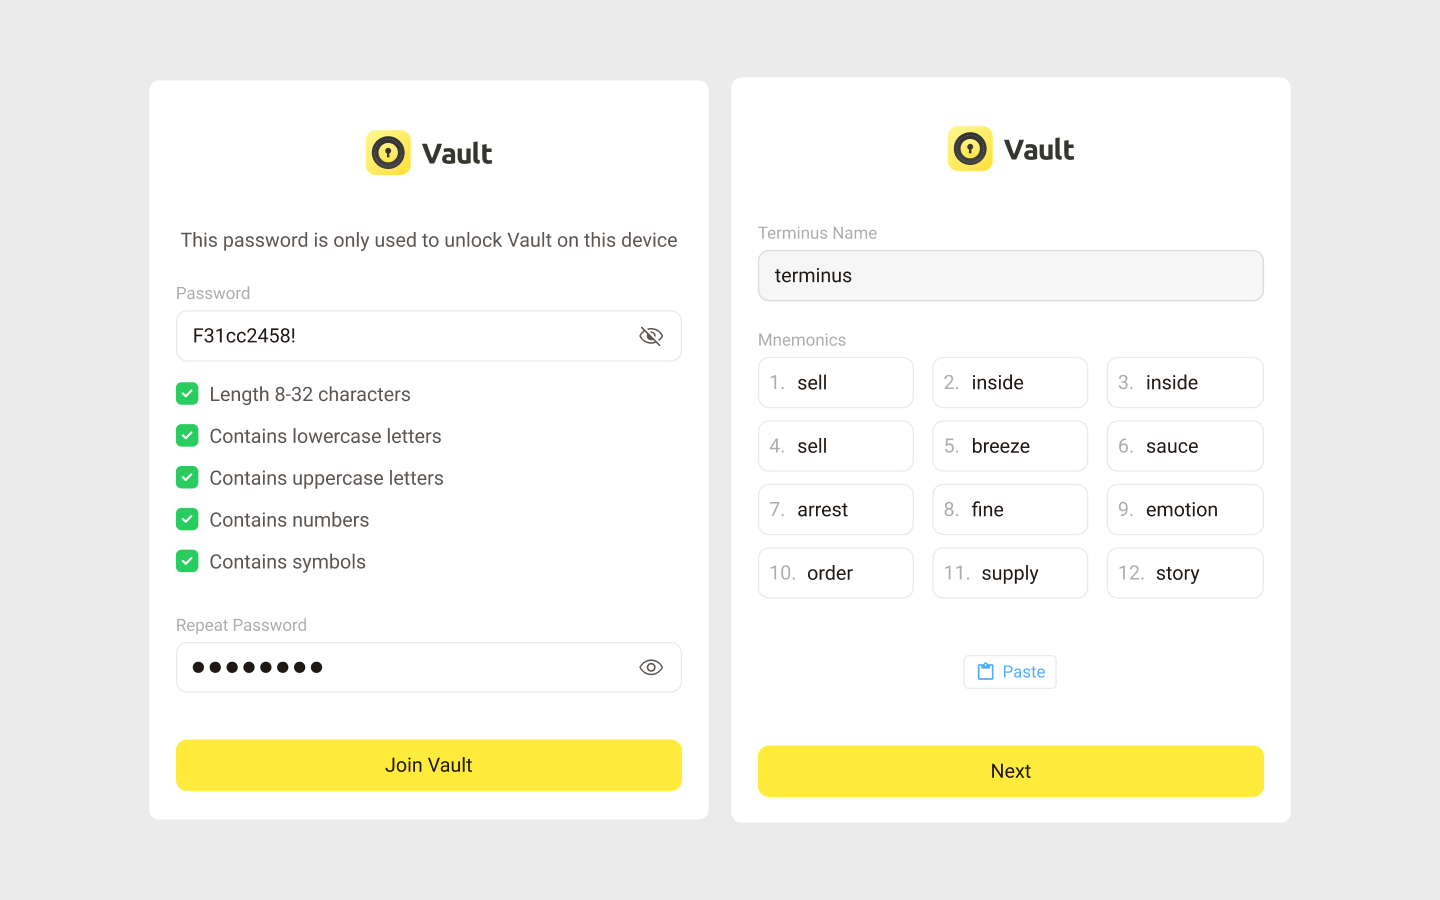 Vault
This password is only used to unlock Vault on this device
Password
F31cc2458!
Length 8-32 characters
Contains lowercase letters
Contains uppercase letters
Contains numbers
Contains symbols
Repeat Password
●●●●●●●●
Join Vault
Vault
Terminus Name
terminus
Mnemonics
1. sell 2. inside 3. inside
4. sell 5. breeze 6. sauce
7. arrest 8. fine 9. emotion
10. order 11. supply 12. story
Paste
Next